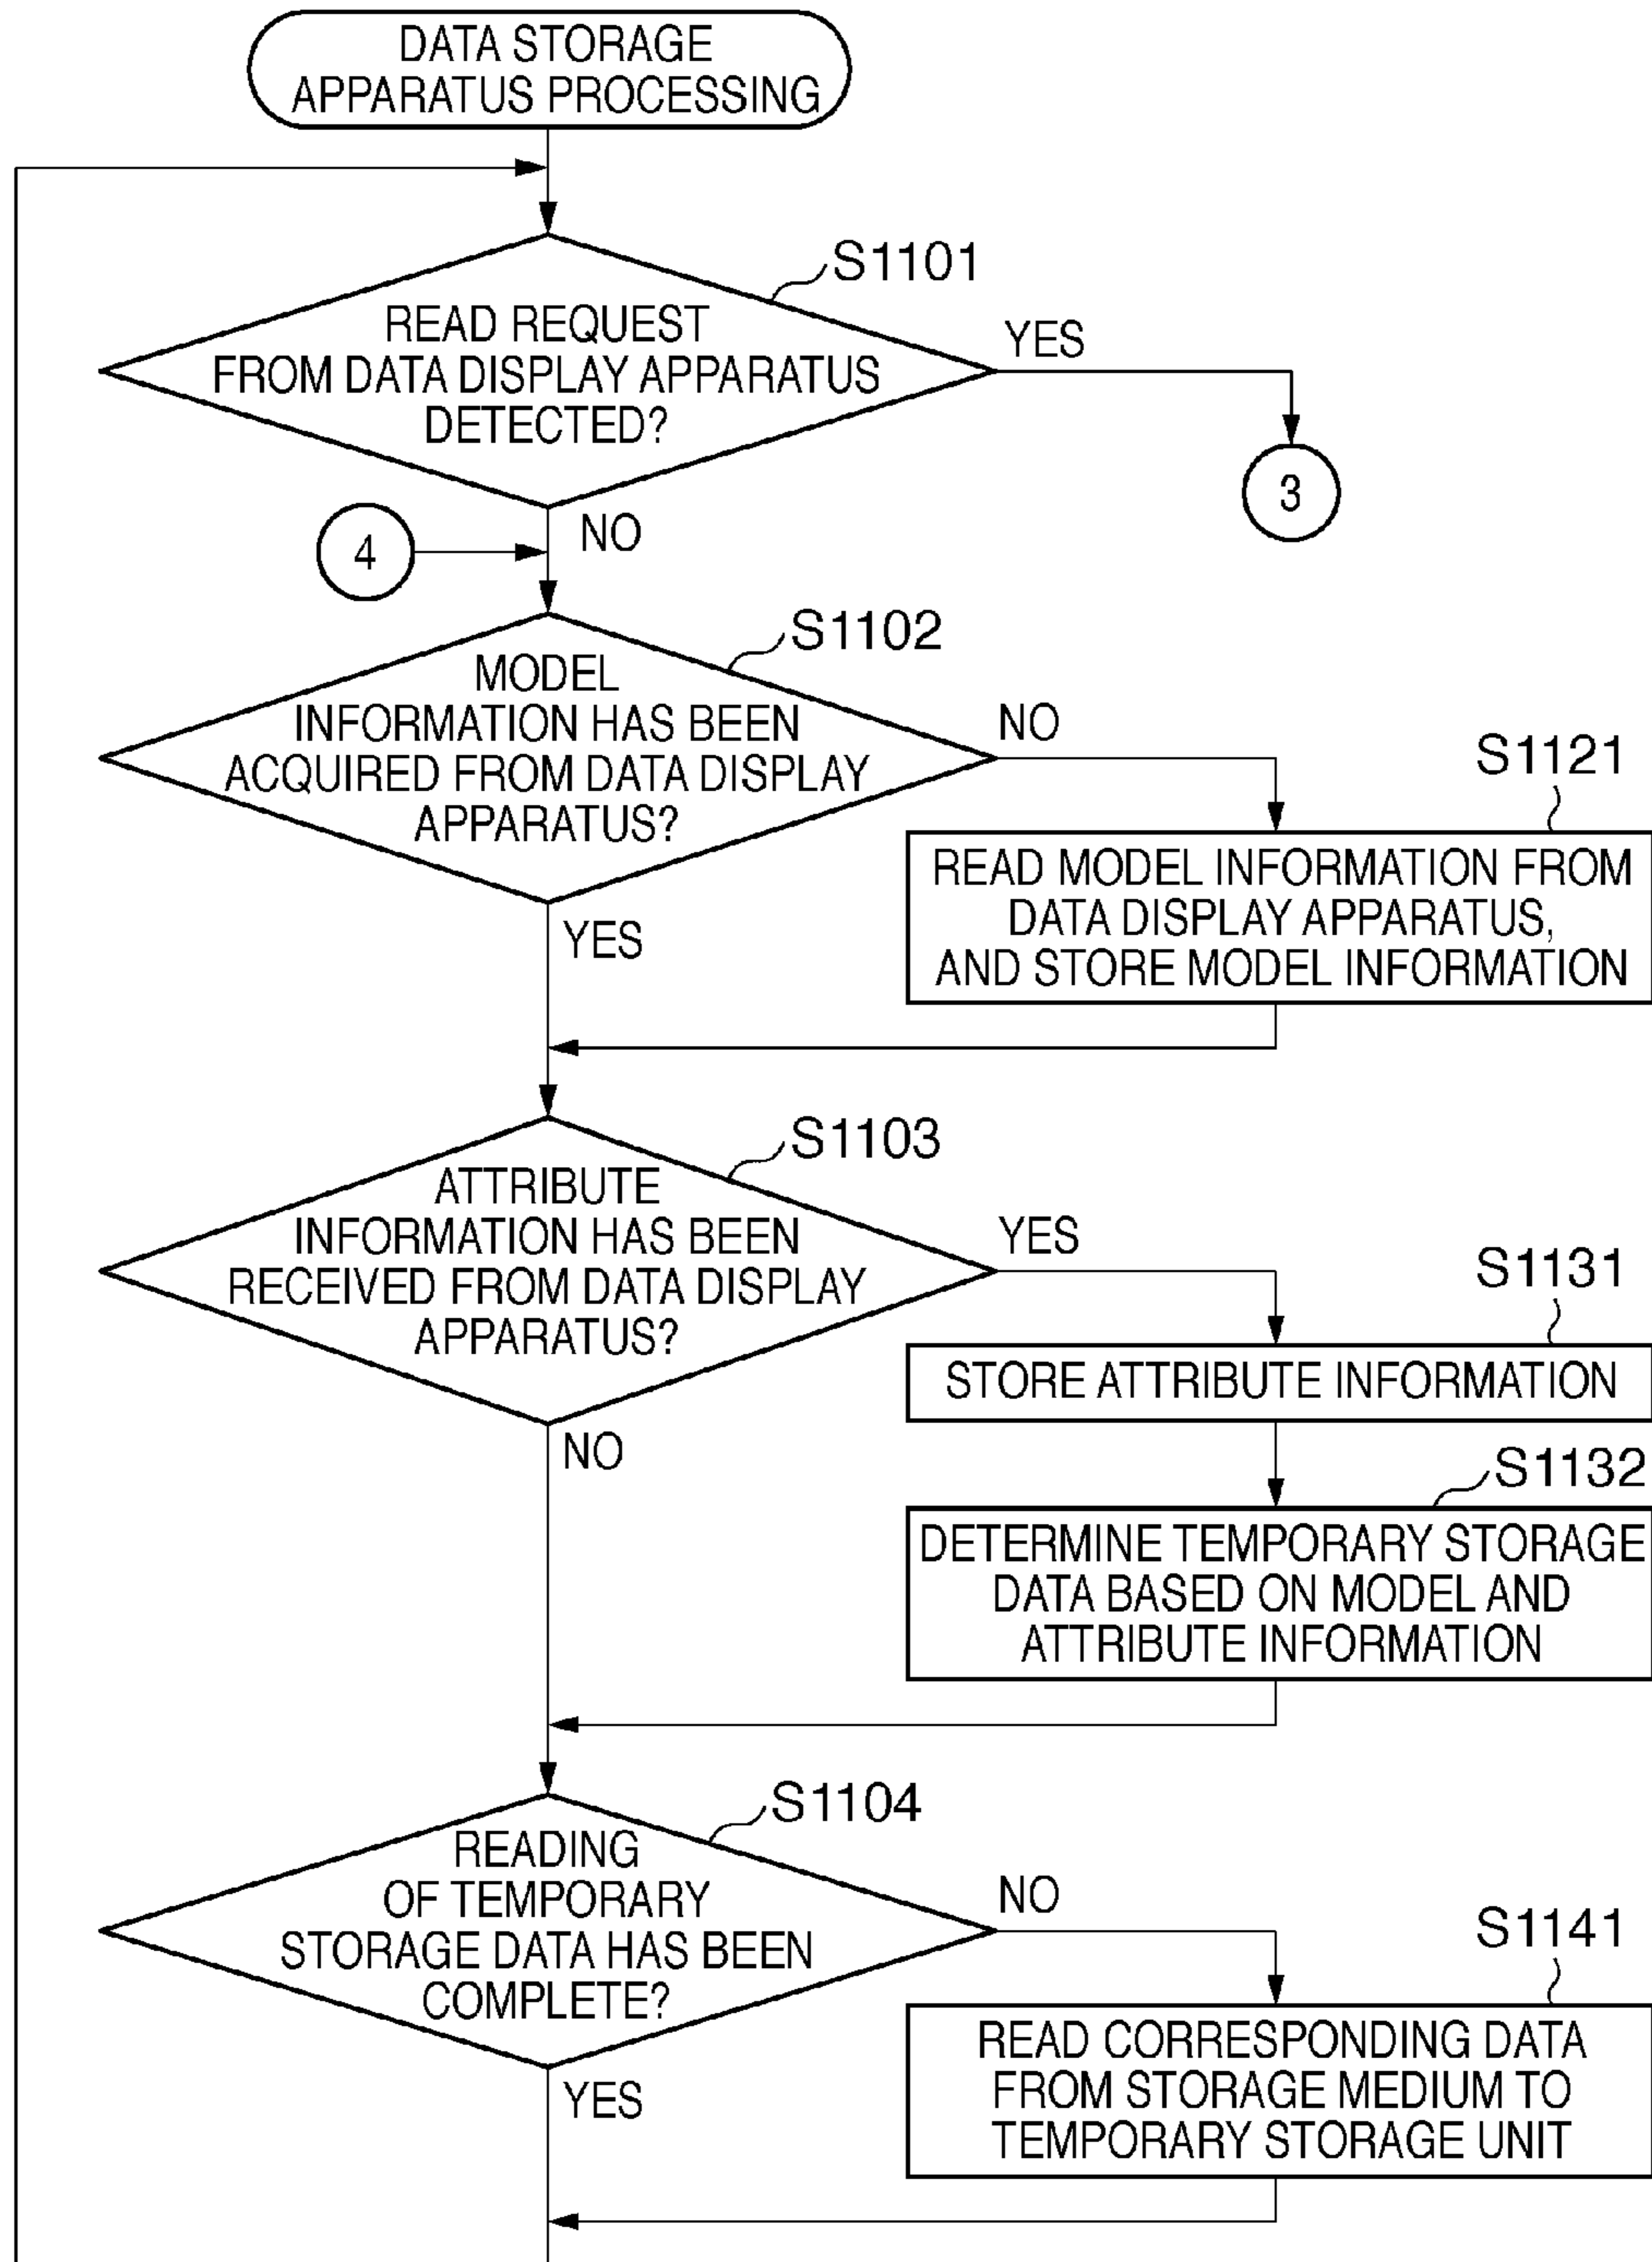 DATA STORAGE
APPARATUS PROCESSING
S1101
READ REQUEST
FROM DATA DISPLAY APPARATUS
DETECTED?
YES
3
NO
4
S1102
MODEL
INFORMATION HAS BEEN
ACQUIRED FROM DATA DISPLAY
APPARATUS?
NO
S1121
READ MODEL INFORMATION FROM
DATA DISPLAY APPARATUS,
AND STORE MODEL INFORMATION
YES
S1103
ATTRIBUTE
INFORMATION HAS BEEN
RECEIVED FROM DATA DISPLAY
APPARATUS?
YES
S1131
STORE ATTRIBUTE INFORMATION
NO
S1132
DETERMINE TEMPORARY STORAGE
DATA BASED ON MODEL AND
ATTRIBUTE INFORMATION
S1104
READING
OF TEMPORARY
STORAGE DATA HAS BEEN
COMPLETE?
NO
S1141
READ CORRESPONDING DATA
FROM STORAGE MEDIUM TO
TEMPORARY STORAGE UNIT
YES